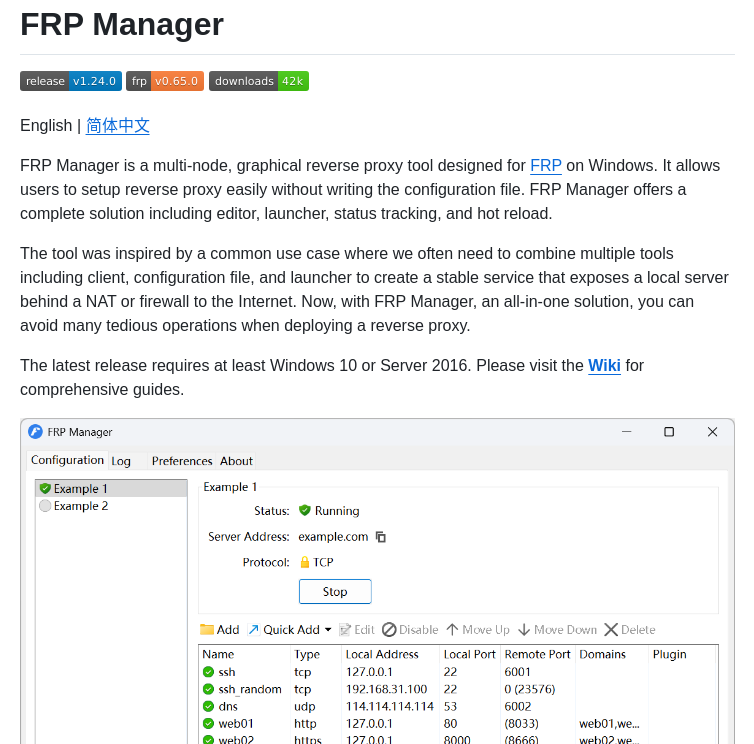 FRP Manager
release v1.24.0 frp v0.65.0 downloads 42k
English | 简体中文
FRP Manager is a multi-node, graphical reverse proxy tool designed for FRP on Windows. It allows
users to setup reverse proxy easily without writing the configuration file. FRP Manager offers a
complete solution including editor, launcher, status tracking, and hot reload.
The tool was inspired by a common use case where we often need to combine multiple tools
including client, configuration file, and launcher to create a stable service that exposes a local server
behind a NAT or firewall to the Internet. Now, with FRP Manager, an all-in-one solution, you can
avoid many tedious operations when deploying a reverse proxy.
The latest release requires at least Windows 10 or Server 2016. Please visit the Wiki for
comprehensive guides.
FRP Manager
Configuration Log Preferences About
Example 1
Example 2
Example 1
Status: Running
Server Address: example.com
Protocol: TCP
Stop
Add Quick Add Edit Disable Move Up Move Down Delete
Name Type Local Address Local Port Remote Port Domains Plugin
ssh tcp 127.0.0.1 22 6001
ssh_random tcp 192.168.31.100 22 0 (23576)
dns udp 114.114.114.114 53 6002
web01 http 127.0.0.1 80 (8033) web01,we...
web02 https 127.0.0.1 8000 (8666) web02,we...